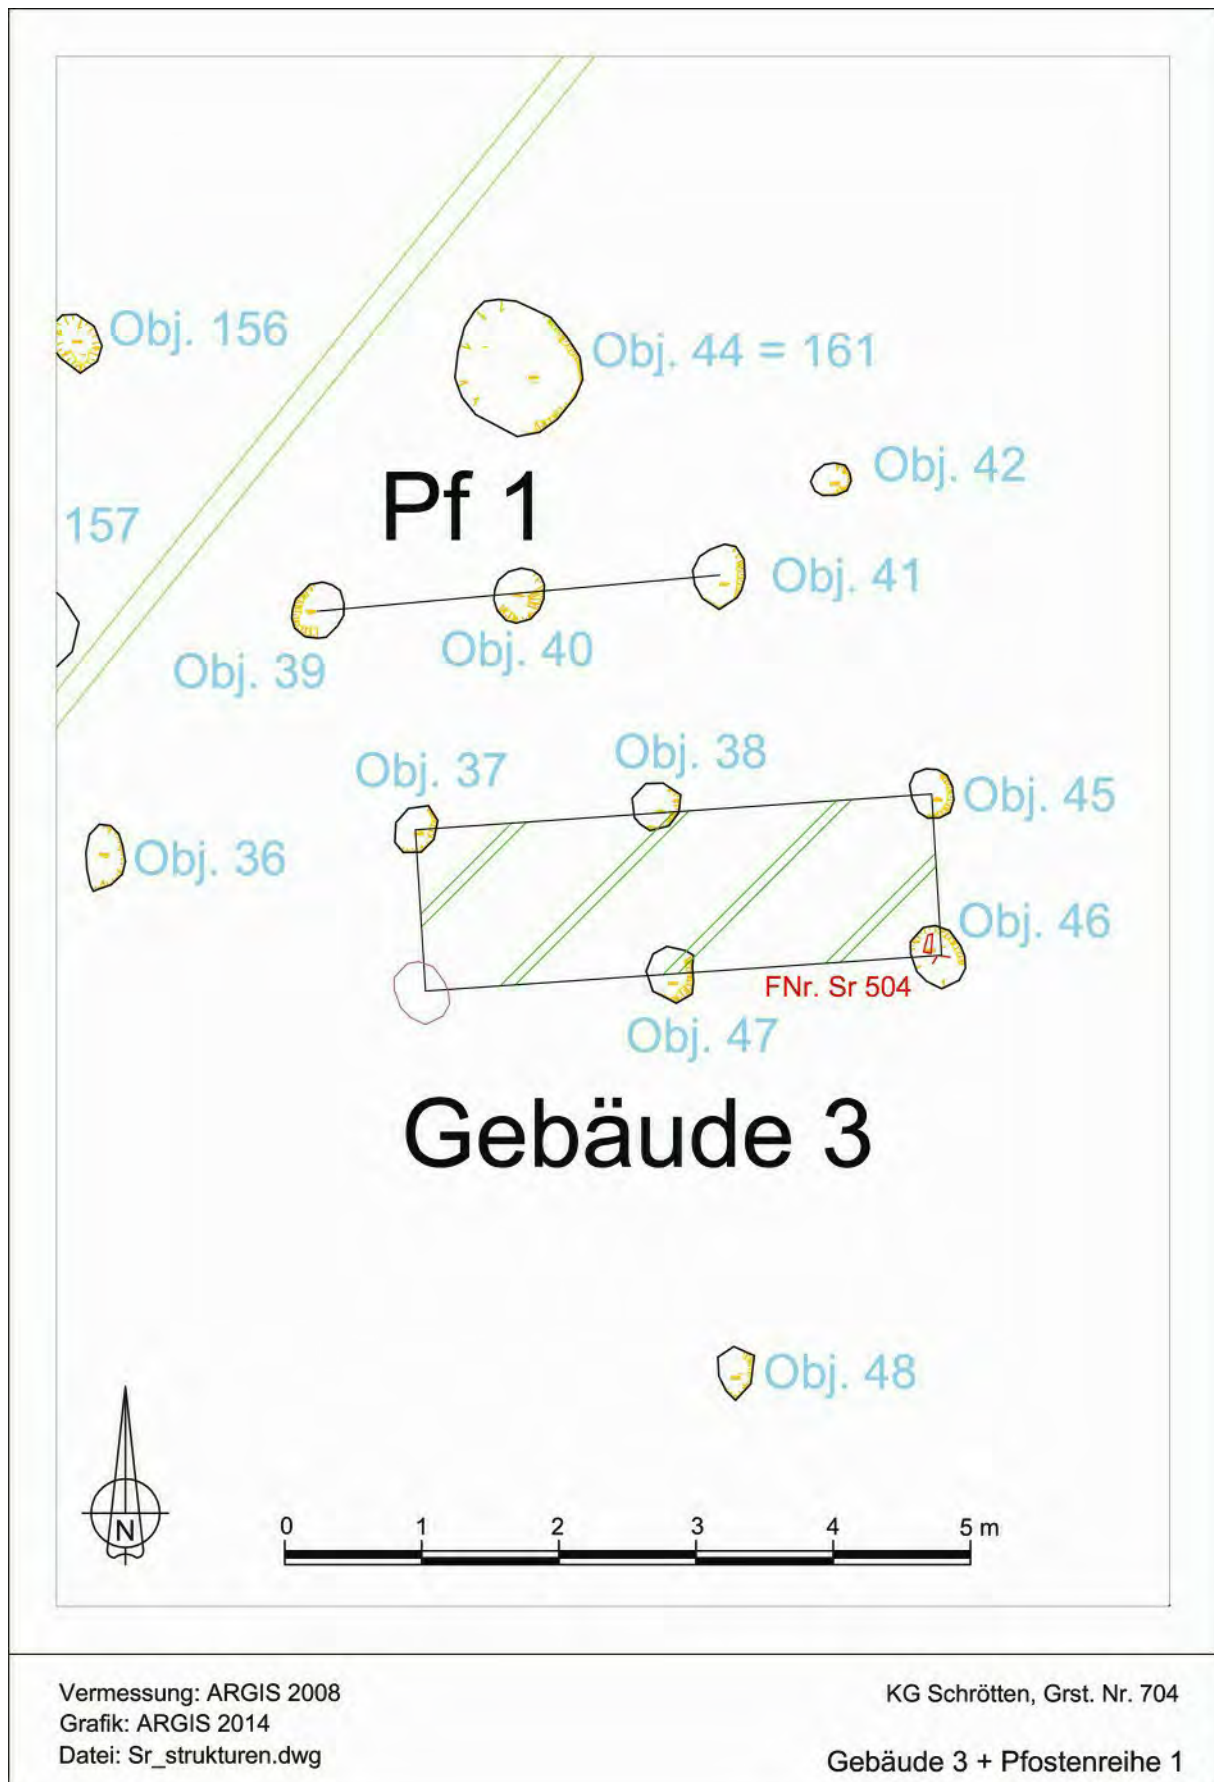 Obj. 156
Obj. 44 = 161
Obj. 42
Pf 1
157
Obj. 41
Obj. 40
Obj. 39
Obj. 38
Obj. 37
Obj. 45
Obj. 36
Obj. 46
FNr. Sr 504
Obj. 47
Gebäude 3
Obj. 48
N
0 1 2 3 4 5 m
Vermessung: ARGIS 2008
Grafik: ARGIS 2014
Datei: Sr_strukturen.dwg
KG Schrötten, Grst. Nr. 704
Gebäude 3 + Pfostenreihe 1